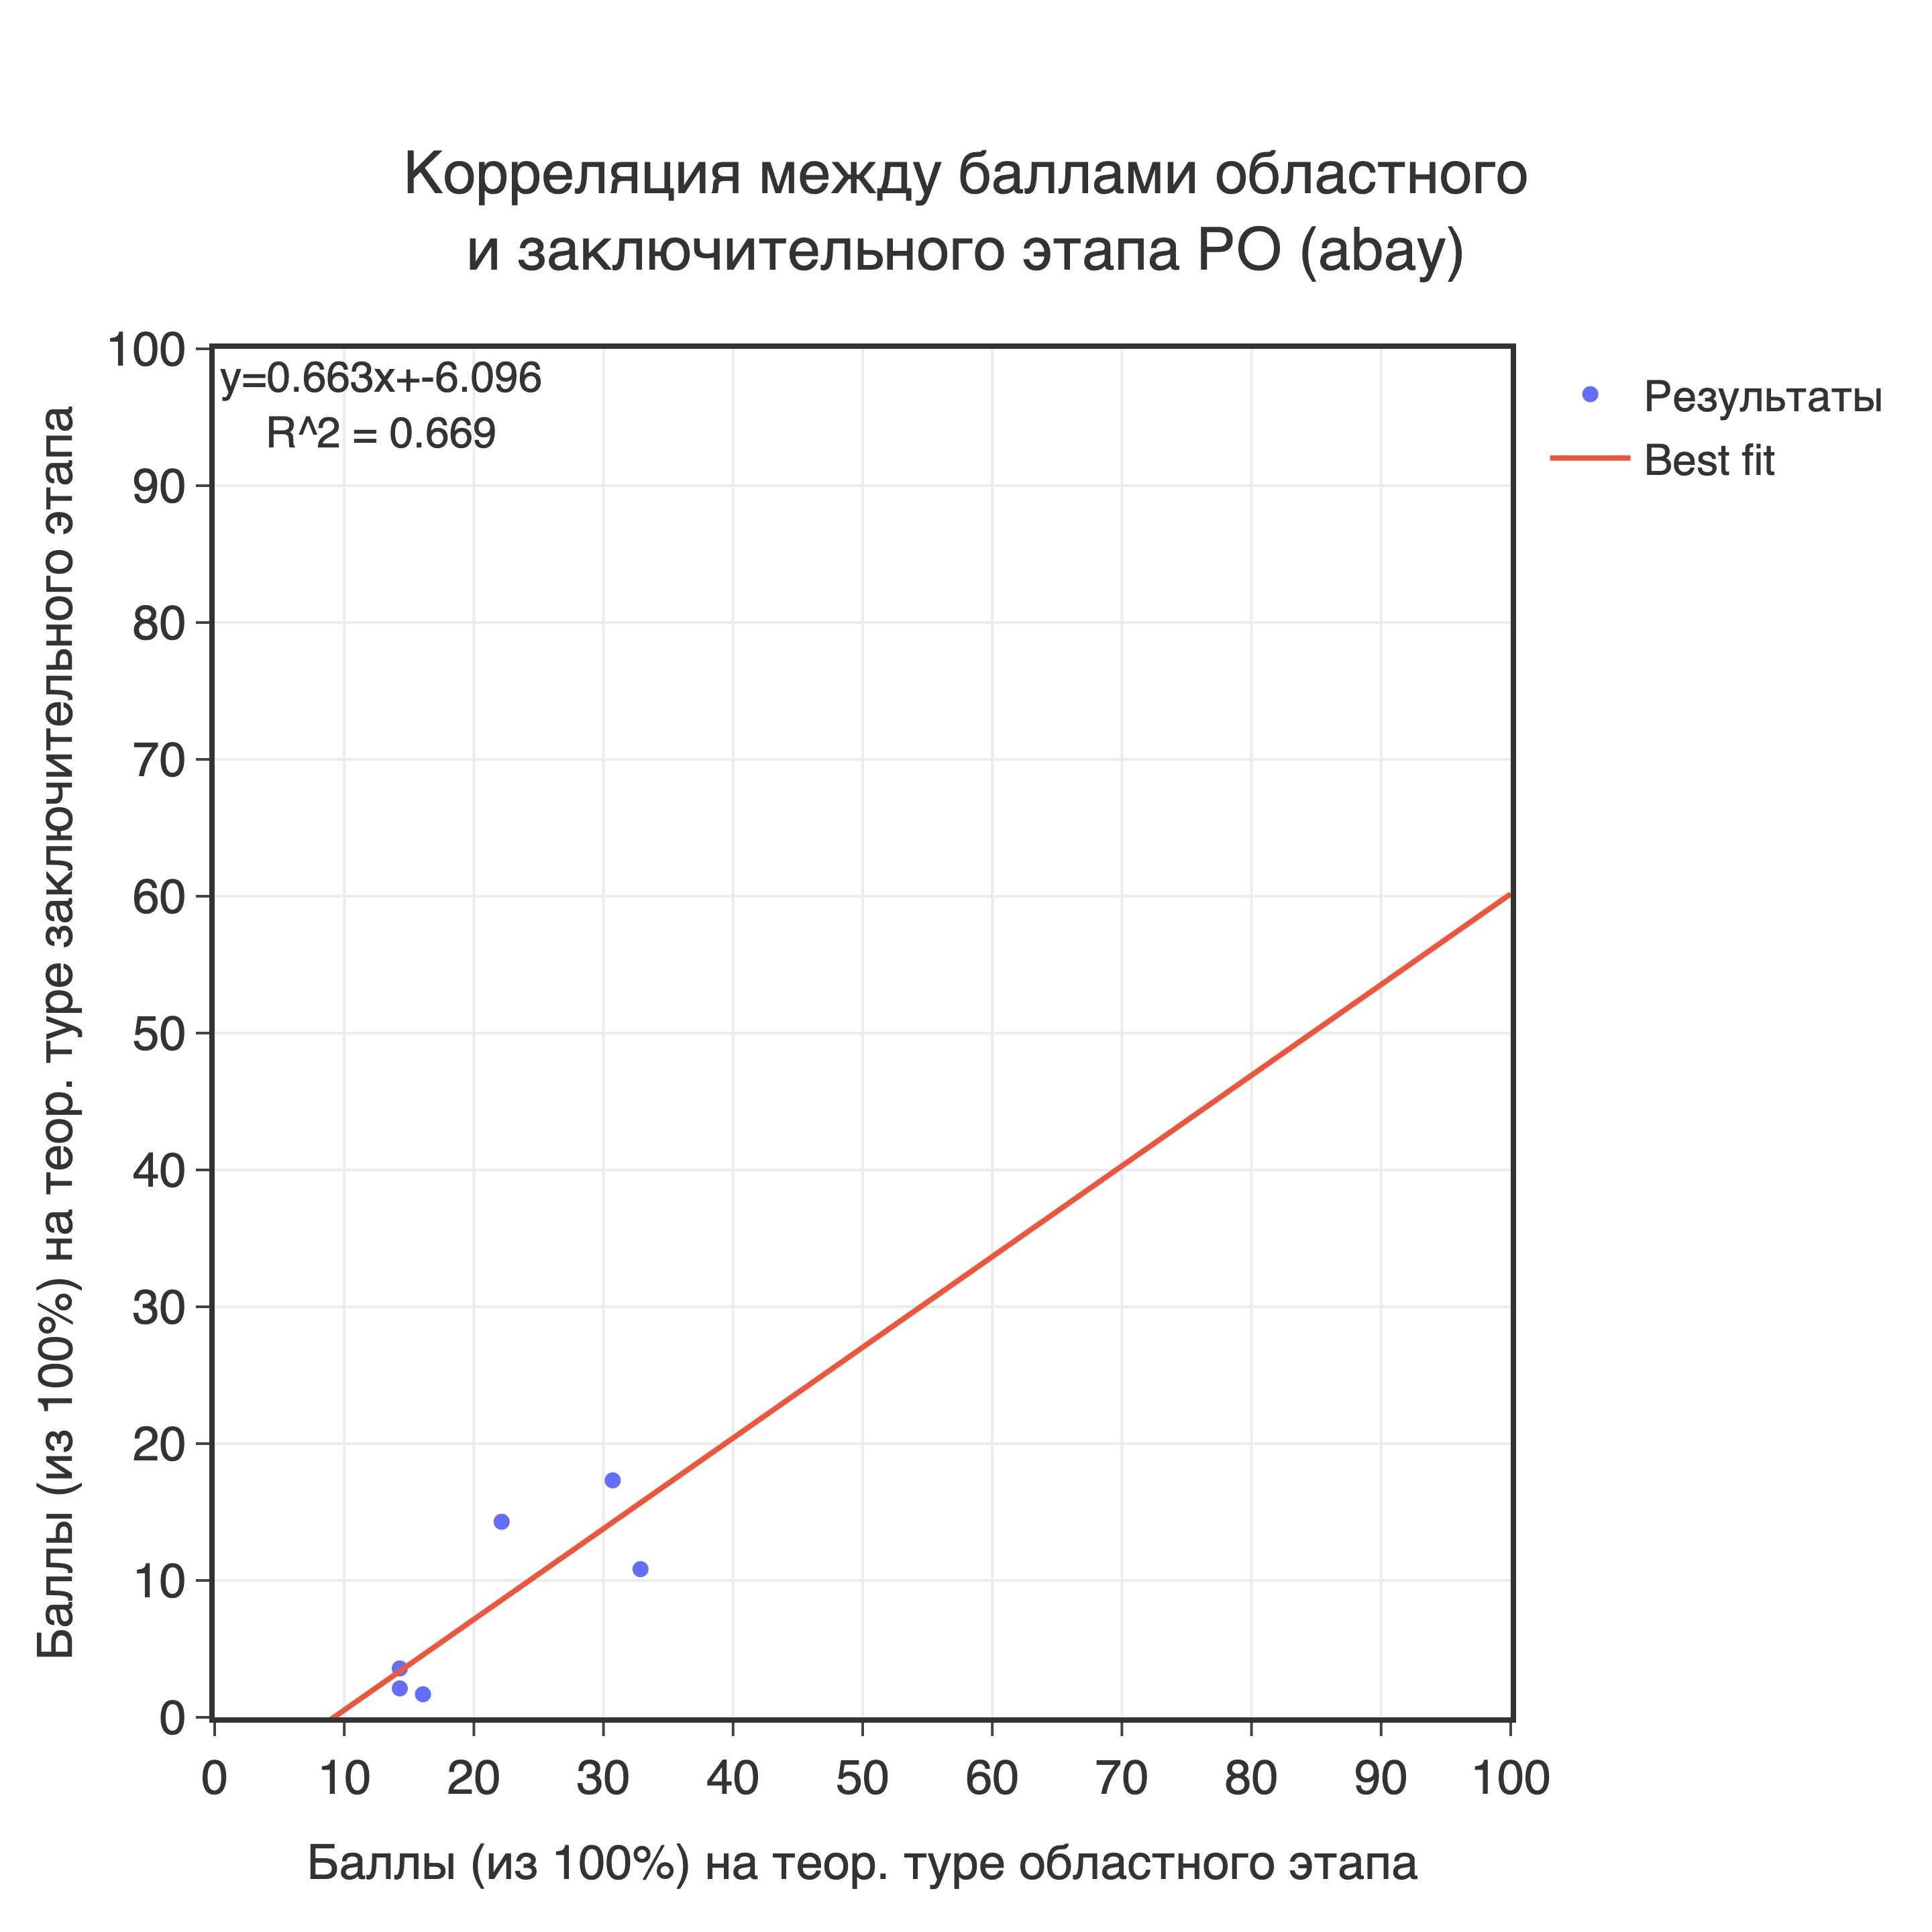 Корреляция между баллами областного
и заключительного этапа РО (abay)
y=0.663x+-6.096
R^2 = 0.669
Результаты
Best fit
Баллы (из 100%) на теор. туре заключительного этапа
100
90
80
70
60
50
40
30
20
10
0
0 10 20 30 40 50 60 70 80 90 100
Баллы (из 100%) на теор. туре областного этапа